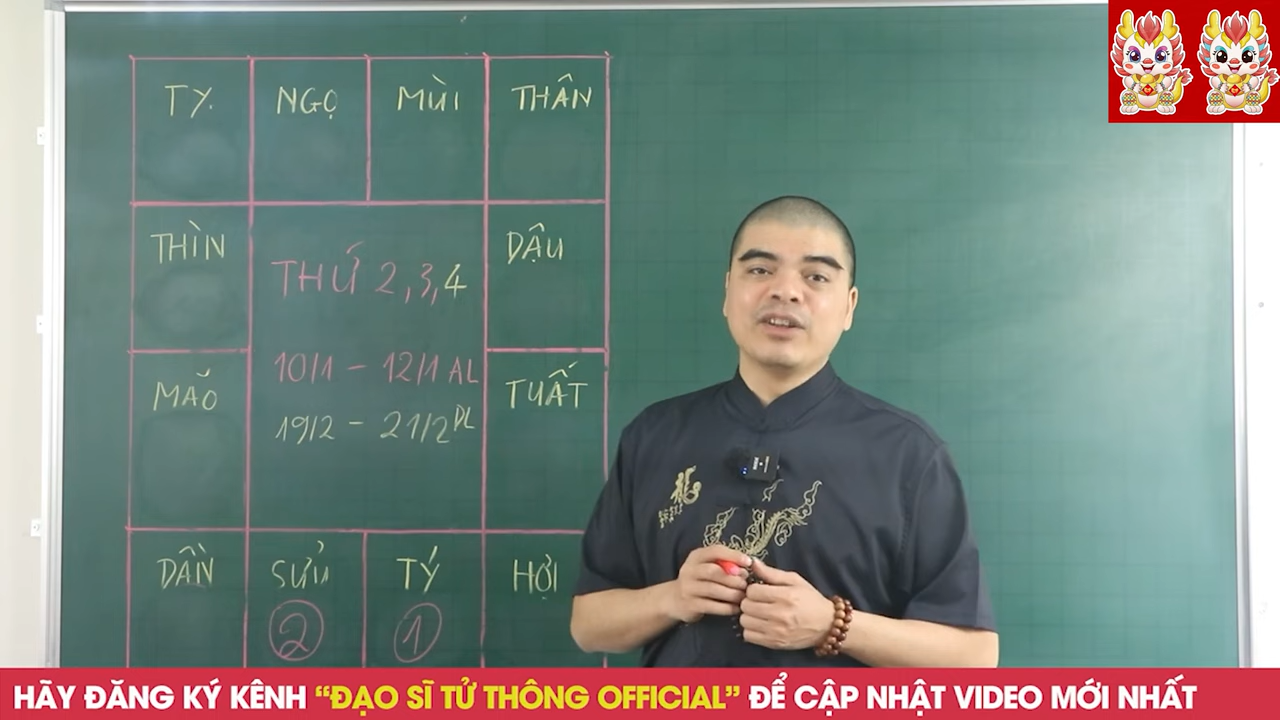 TY.
NGỌ
MÙI
THÂN
THÌN
DẬU
THỨ 2,3,4
10/1 - 12/1 AL
19/2 - 21/2 DL
MÃO
TUẤT
DẦN
SỬU
TÝ
HỢI
2
1
HÃY ĐĂNG KÝ KÊNH “ĐẠO SĨ TỬ THÔNG OFFICIAL” ĐỂ CẬP NHẬT VIDEO MỚI NHẤT